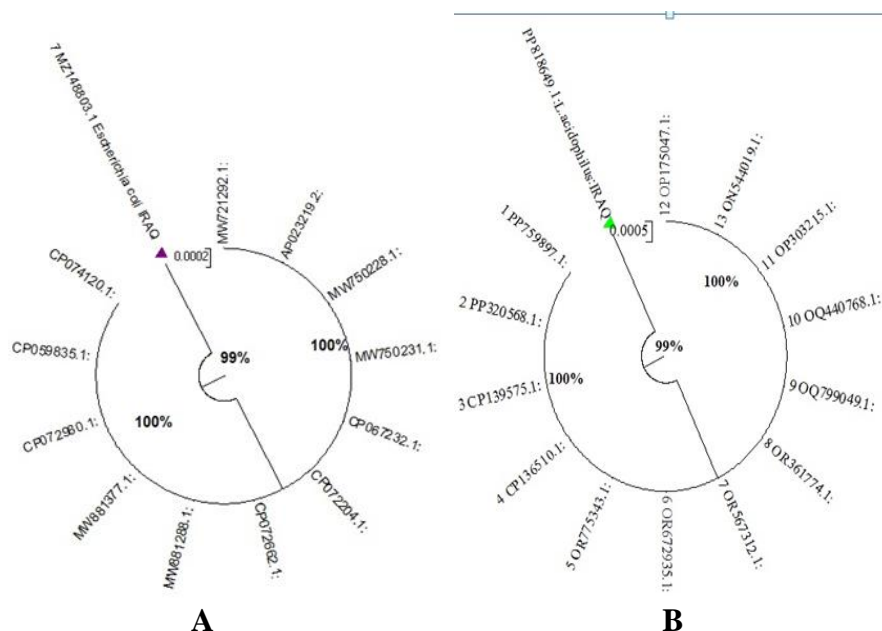 7 MZ148803.1 Escherichia coli IRAQ
0.0002
MW721292.1:
AP023219.2:
MW750228.1:
MW750231.1:
CP067232.1:
CP072204.1:
CP072662.1:
MW881288.1:
MW881377.1:
CP072980.1:
CP059835.1:
CP074120.1:
99%
100%
100%
A
PP818649.1:L.acidophilus:IRAQ
0.0005
12 OP175047.1:
13 ON544019.1:
11 OP303215.1:
10 OQ440768.1:
9 OQ799049.1:
8 OR361774.1:
7 OR567312.1:
6 OR672935.1:
5 OR775343.1:
4 CP136510.1:
3 CP139575.1:
2 PP320568.1:
1 PP759897.1:
100%
99%
100%
B